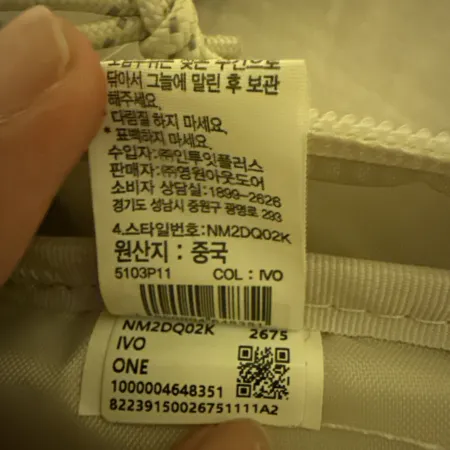 닦아서 그늘에 말린 후 보관
해주세요.
* 다림질 하지 마세요.
* 표백하지 마세요.
수입자:㈜인투잇플러스
판매자:㈜영원아웃도어
소비자 상담실:1899-2626
경기도 성남시 중원구 광명로 293
4.스타일번호:NM2DQ02K
원산지 : 중국
5103P11 COL : IVO
NM2DQ02K 2675
IVO
ONE
1000004648351
82239150026751111A2